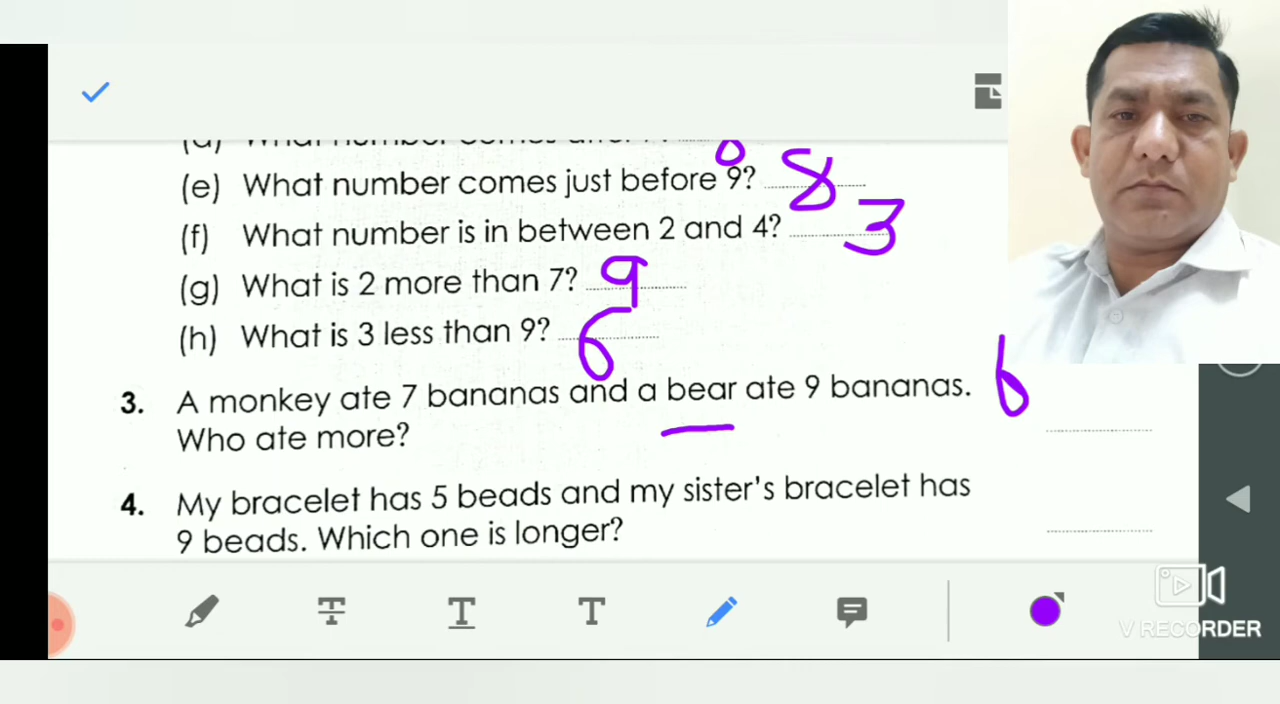 (e) What number comes just before 9? 8
(f) What number is in between 2 and 4? 3
(g) What is 2 more than 7? 9
(h) What is 3 less than 9? 6
3. A monkey ate 7 bananas and a bear ate 9 bananas. b
Who ate more?
4. My bracelet has 5 beads and my sister's bracelet has
9 beads. Which one is longer?
T T T
V RECORDER